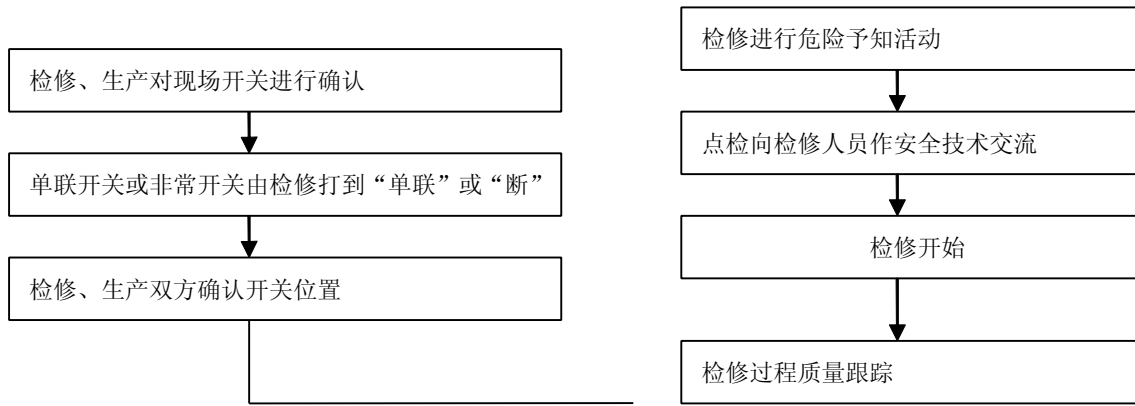 检修、生产对现场开关进行确认
单联开关或非常开关由检修打到“单联”或“断”
检修、生产双方确认开关位置
检修进行危险予知活动
点检向检修人员作安全技术交流
检修开始
检修过程质量跟踪